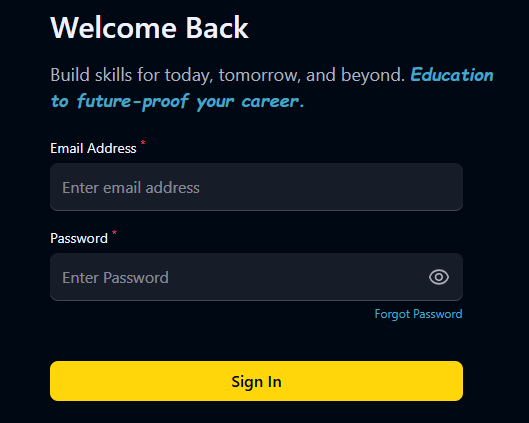 Welcome Back
Build skills for today, tomorrow, and beyond. Education
to future-proof your career.
Email Address *
Enter email address
Password *
Enter Password
Forgot Password
Sign In